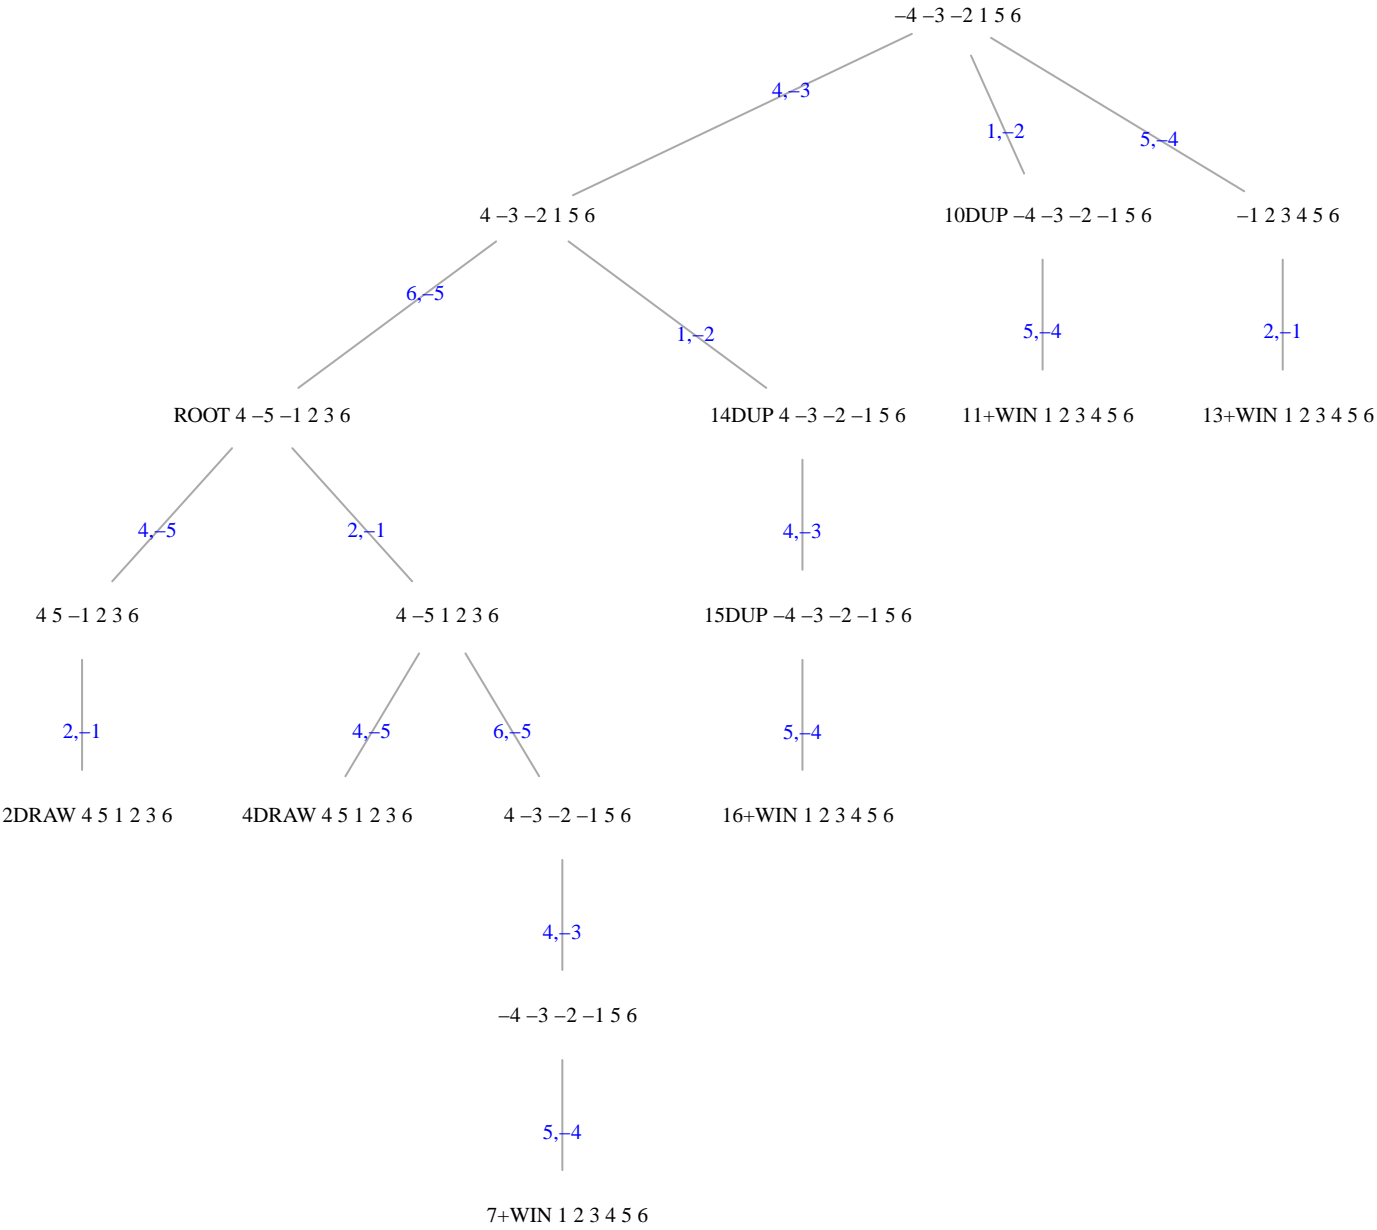 –4 –3 –2 1 5 6
4,–3
1,–2
5,–4
4 –3 –2 1 5 6
10DUP –4 –3 –2 –1 5 6
–1 2 3 4 5 6
6,–5
1,–2
5,–4
2,–1
ROOT 4 –5 –1 2 3 6
14DUP 4 –3 –2 –1 5 6
11+WIN 1 2 3 4 5 6
13+WIN 1 2 3 4 5 6
4,–5
2,–1
4,–3
4 5 –1 2 3 6
4 –5 1 2 3 6
15DUP –4 –3 –2 –1 5 6
2,–1
4,–5
6,–5
5,–4
2DRAW 4 5 1 2 3 6
4DRAW 4 5 1 2 3 6
4 –3 –2 –1 5 6
16+WIN 1 2 3 4 5 6
4,–3
–4 –3 –2 –1 5 6
5,–4
7+WIN 1 2 3 4 5 6